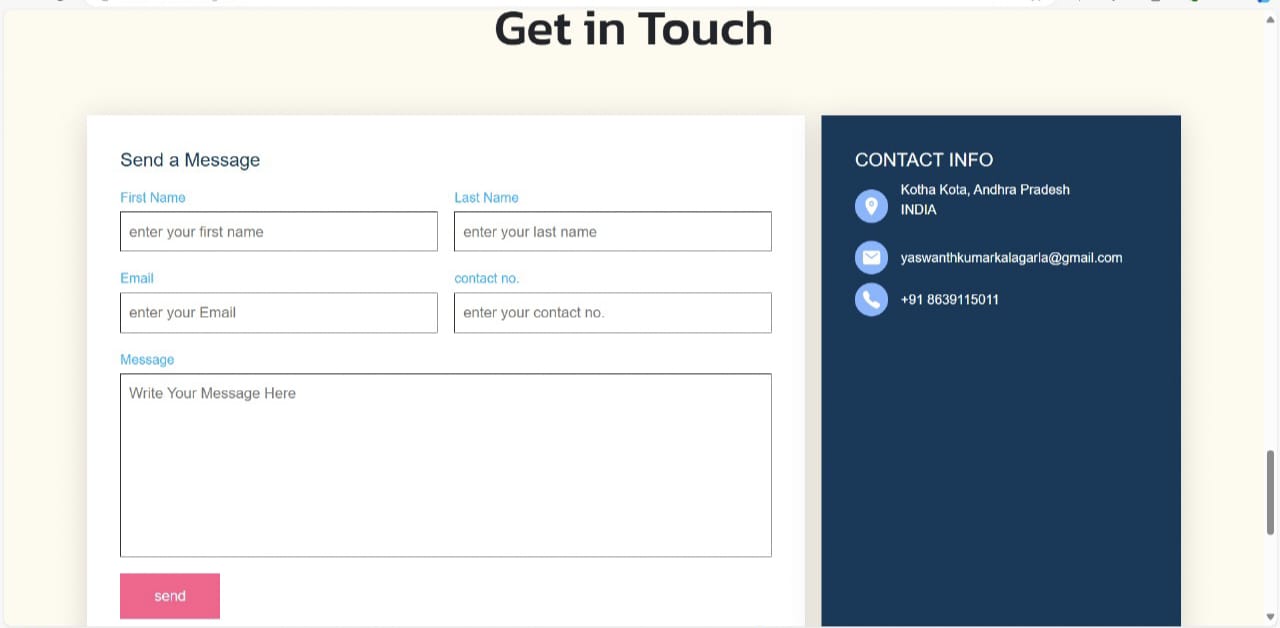 Get in Touch
Send a Message
First Name
Last Name
enter your first name
enter your last name
Email
contact no.
enter your Email
enter your contact no.
Message
Write Your Message Here
send
CONTACT INFO
Kotha Kota, Andhra Pradesh
INDIA
yaswanthkumarkalagarla@gmail.com
+91 8639115011